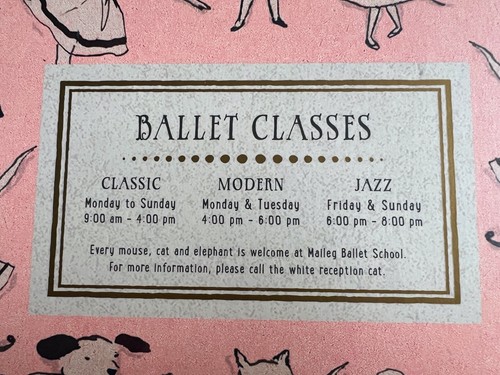 BALLET CLASSES
CLASSIC
Monday to Sunday
9:00 am - 4:00 pm
MODERN
Monday & Tuesday
4:00 pm - 6:00 pm
JAZZ
Friday & Sunday
6:00 pm - 8:00 pm
Every mouse, cat and elephant is welcome at Maileg Ballet School.
For more information, please call the white reception cat.